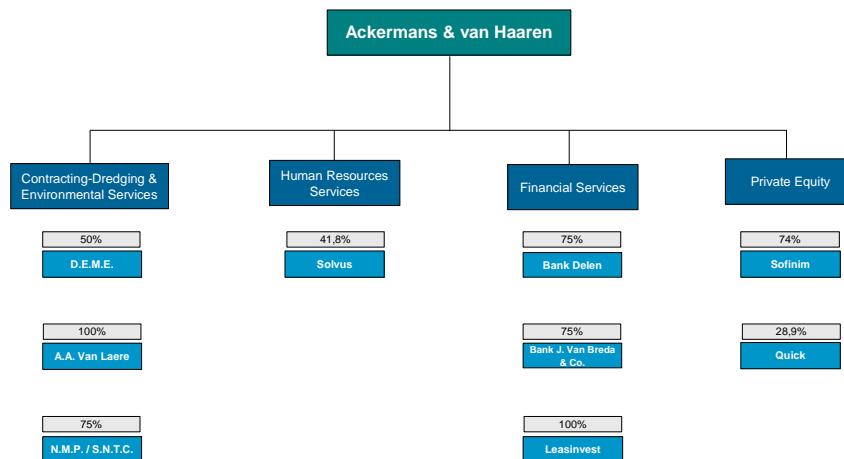 Ackermans & van Haaren
Contracting-Dredging &
Environmental Services
Human Resources
Services
Financial Services
Private Equity
50%
D.E.M.E.
41,8%
Solvus
75%
Bank Delen
74%
Sofinim
100%
A.A. Van Laere
75%
Bank J. Van Breda
& Co.
28,9%
Quick
75%
N.M.P. / S.N.T.C.
100%
Leasinvest